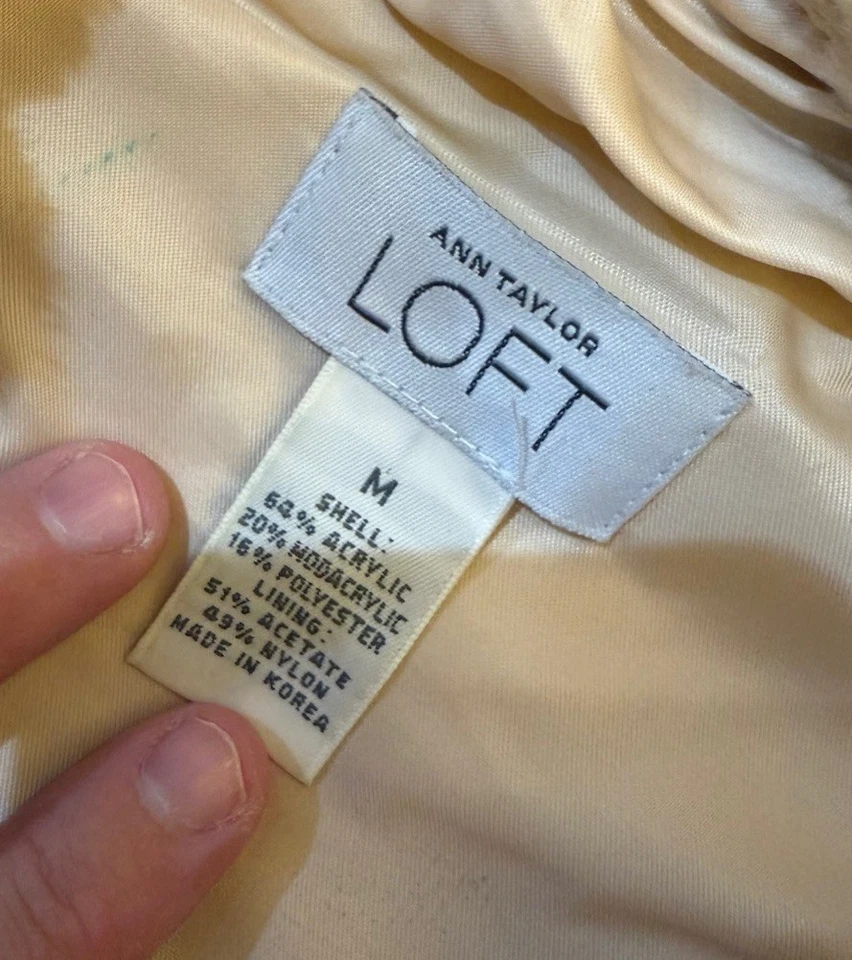 ANN TAYLOR
LOFT
M
SHELL:
64% ACRYLIC
20% MODACRYLIC
16% POLYESTER
LINING:
51% ACETATE
49% NYLON
MADE IN KOREA